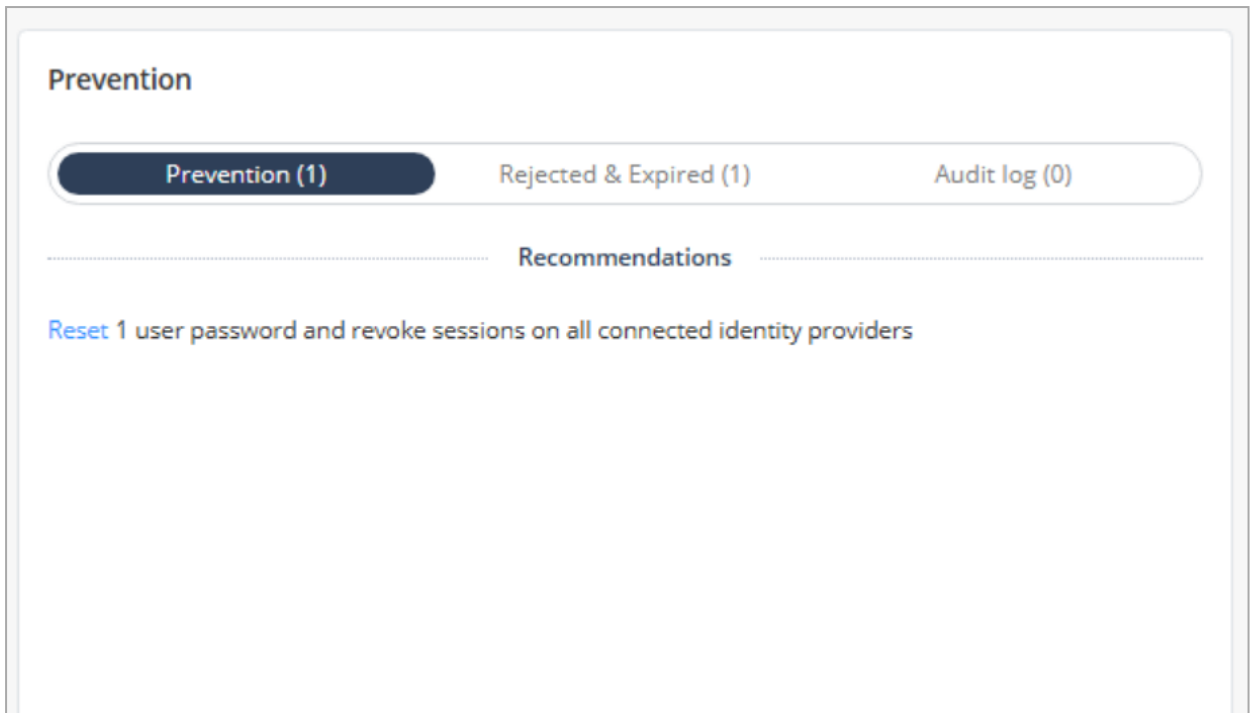 Prevention
Prevention (1) Rejected & Expired (1) Audit log (0)
Recommendations
Reset 1 user password and revoke sessions on all connected identity providers